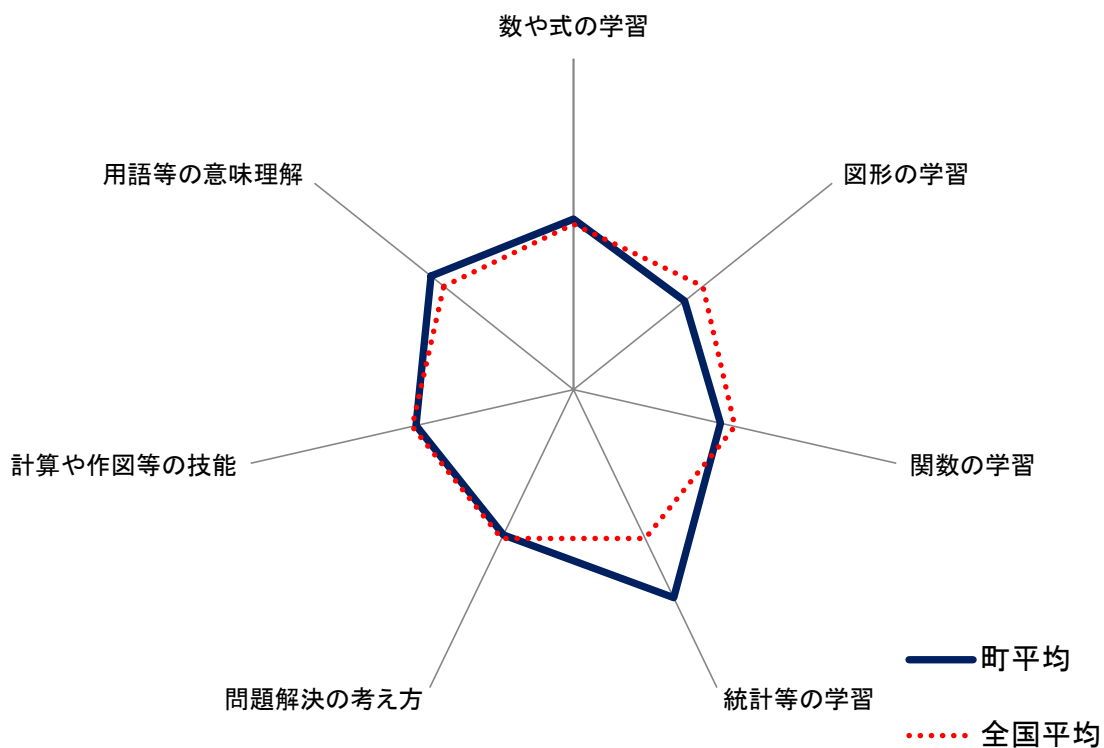 数や式の学習
用語等の意味理解
図形の学習
計算や作図等の技能
関数の学習
問題解決の考え方
統計等の学習
町平均
全国平均